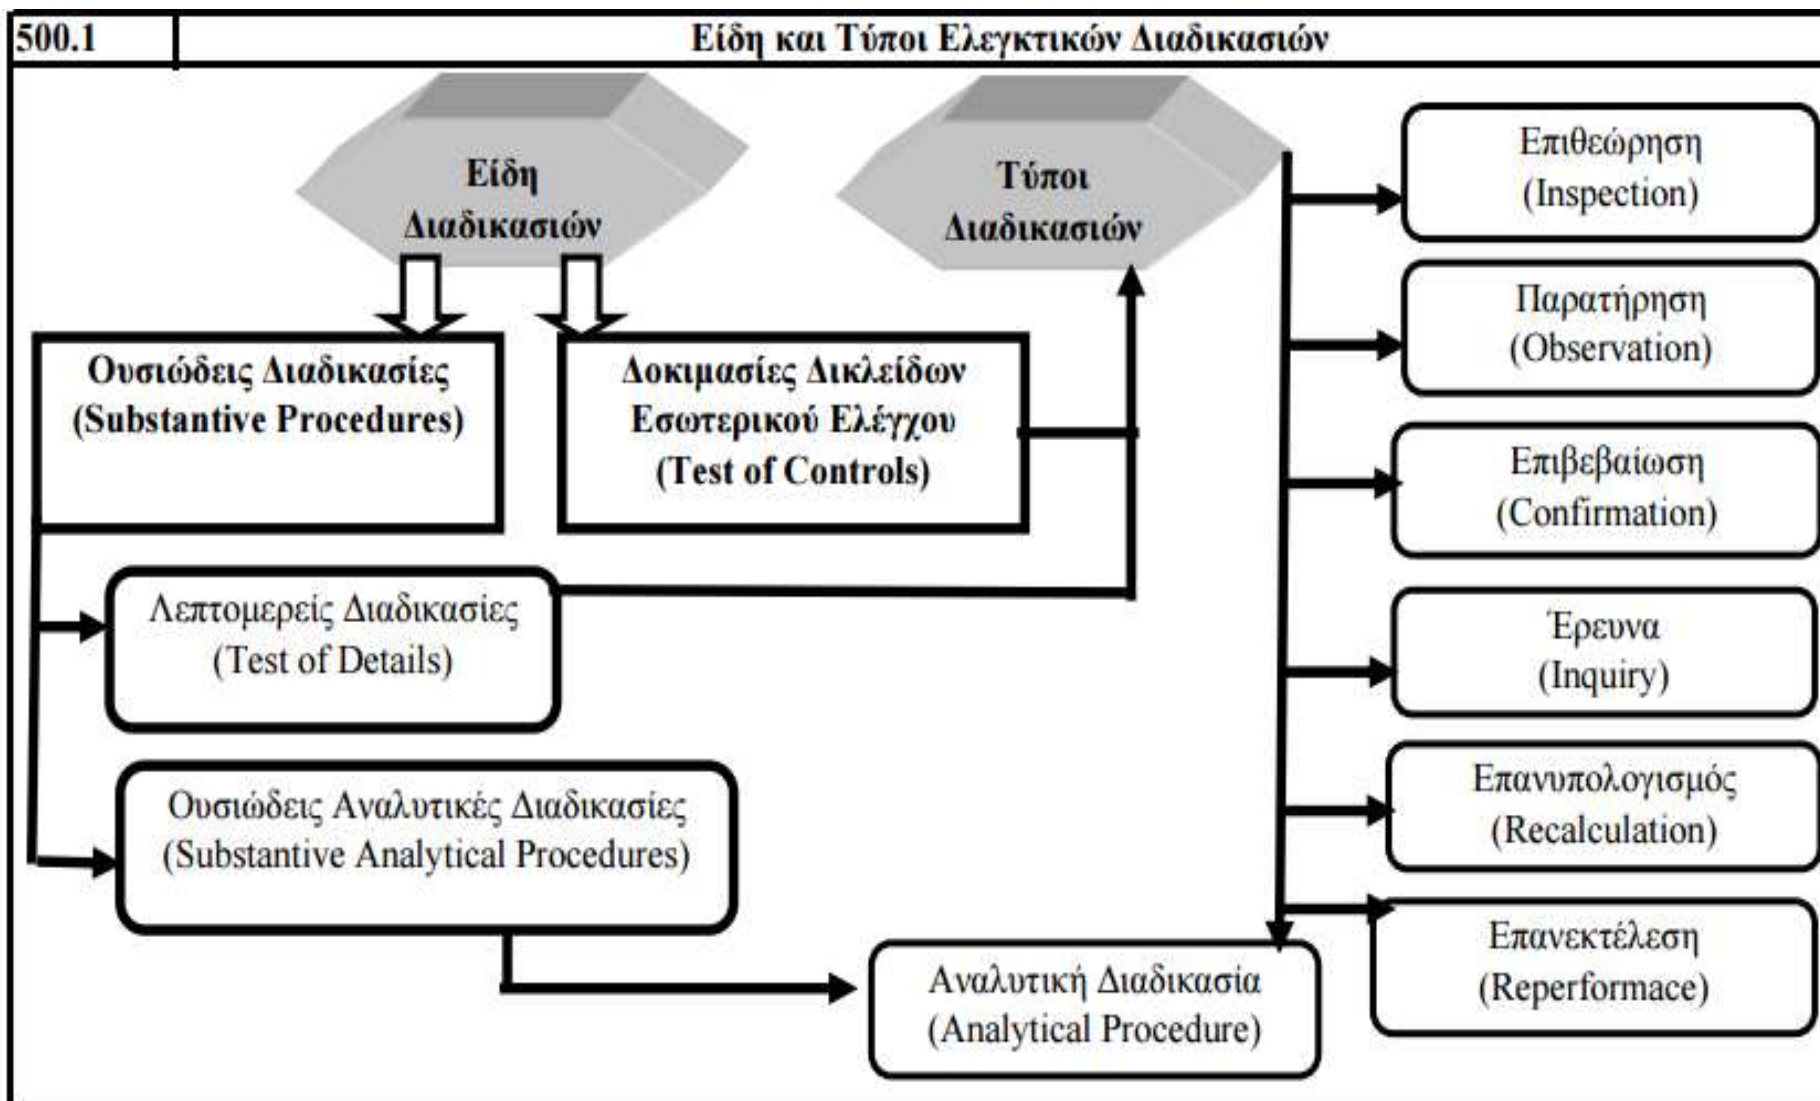 500.1
Είδη και Τύποι Ελεγκτικών Διαδικασιών
Είδη
Διαδικασιών
Τύποι
Διαδικασιών
Ουσιώδεις Διαδικασίες
(Substantive Procedures)
Δοκιμασίες Δικλείδων
Εσωτερικού Ελέγχου
(Test of Controls)
Λεπτομερείς Διαδικασίες
(Test of Details)
Ουσιώδεις Αναλυτικές Διαδικασίες
(Substantive Analytical Procedures)
Αναλυτική Διαδικασία
(Analytical Procedure)
Επιθεώρηση
(Inspection)
Παρατήρηση
(Observation)
Επιβεβαίωση
(Confirmation)
Έρευνα
(Inquiry)
Επανυπολογισμός
(Recalculation)
Επανεκτέλεση
(Reperformace)